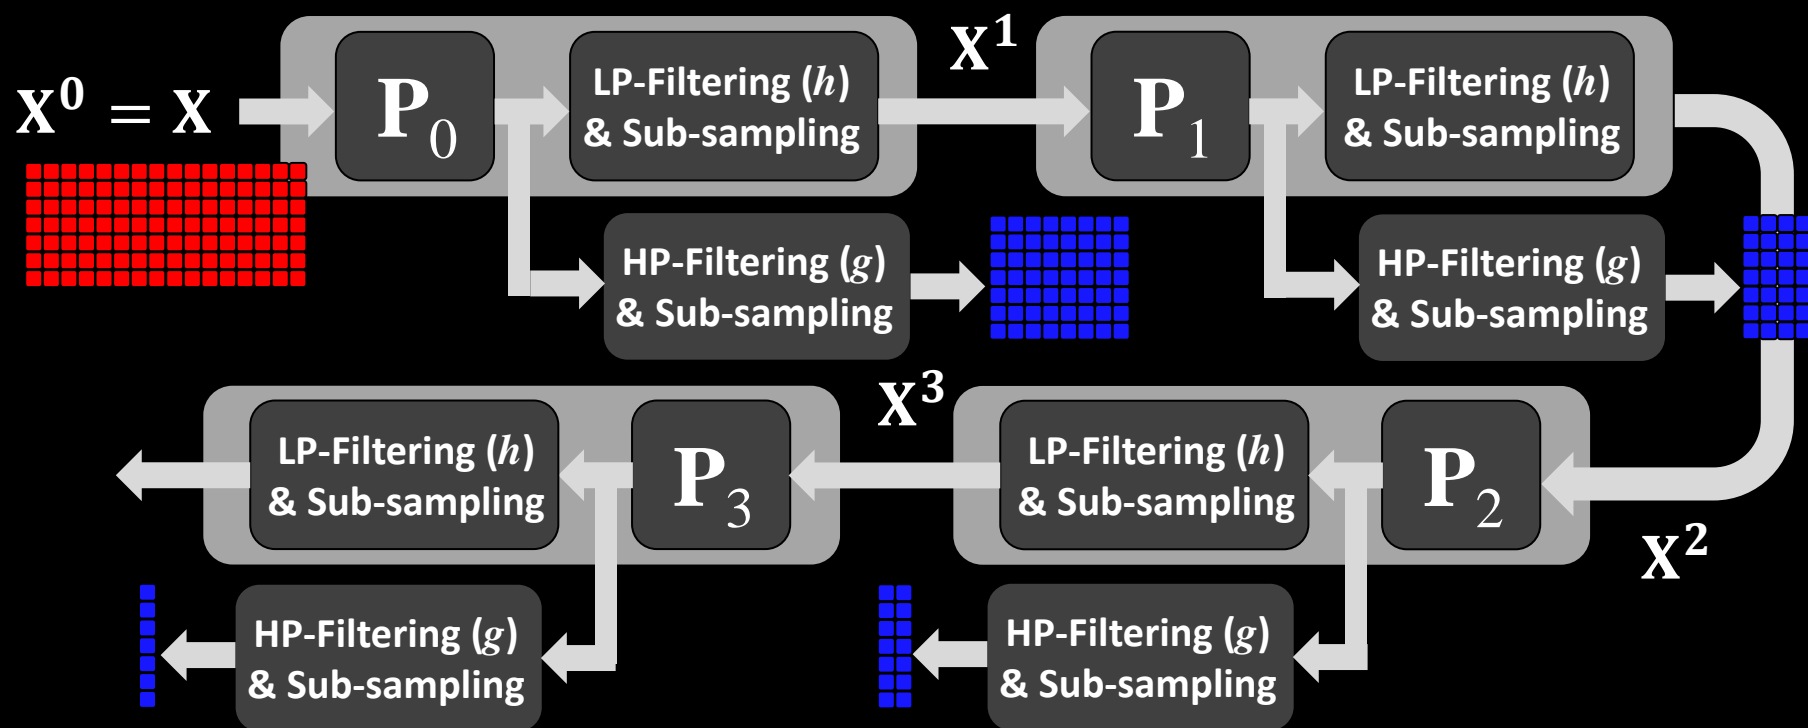 X⁰ = X
P₀
LP-Filtering (h)
& Sub-sampling
X¹
P₁
LP-Filtering (h)
& Sub-sampling
HP-Filtering (g)
& Sub-sampling
HP-Filtering (g)
& Sub-sampling
LP-Filtering (h)
& Sub-sampling
P₃
X³
LP-Filtering (h)
& Sub-sampling
P₂
X²
HP-Filtering (g)
& Sub-sampling
HP-Filtering (g)
& Sub-sampling